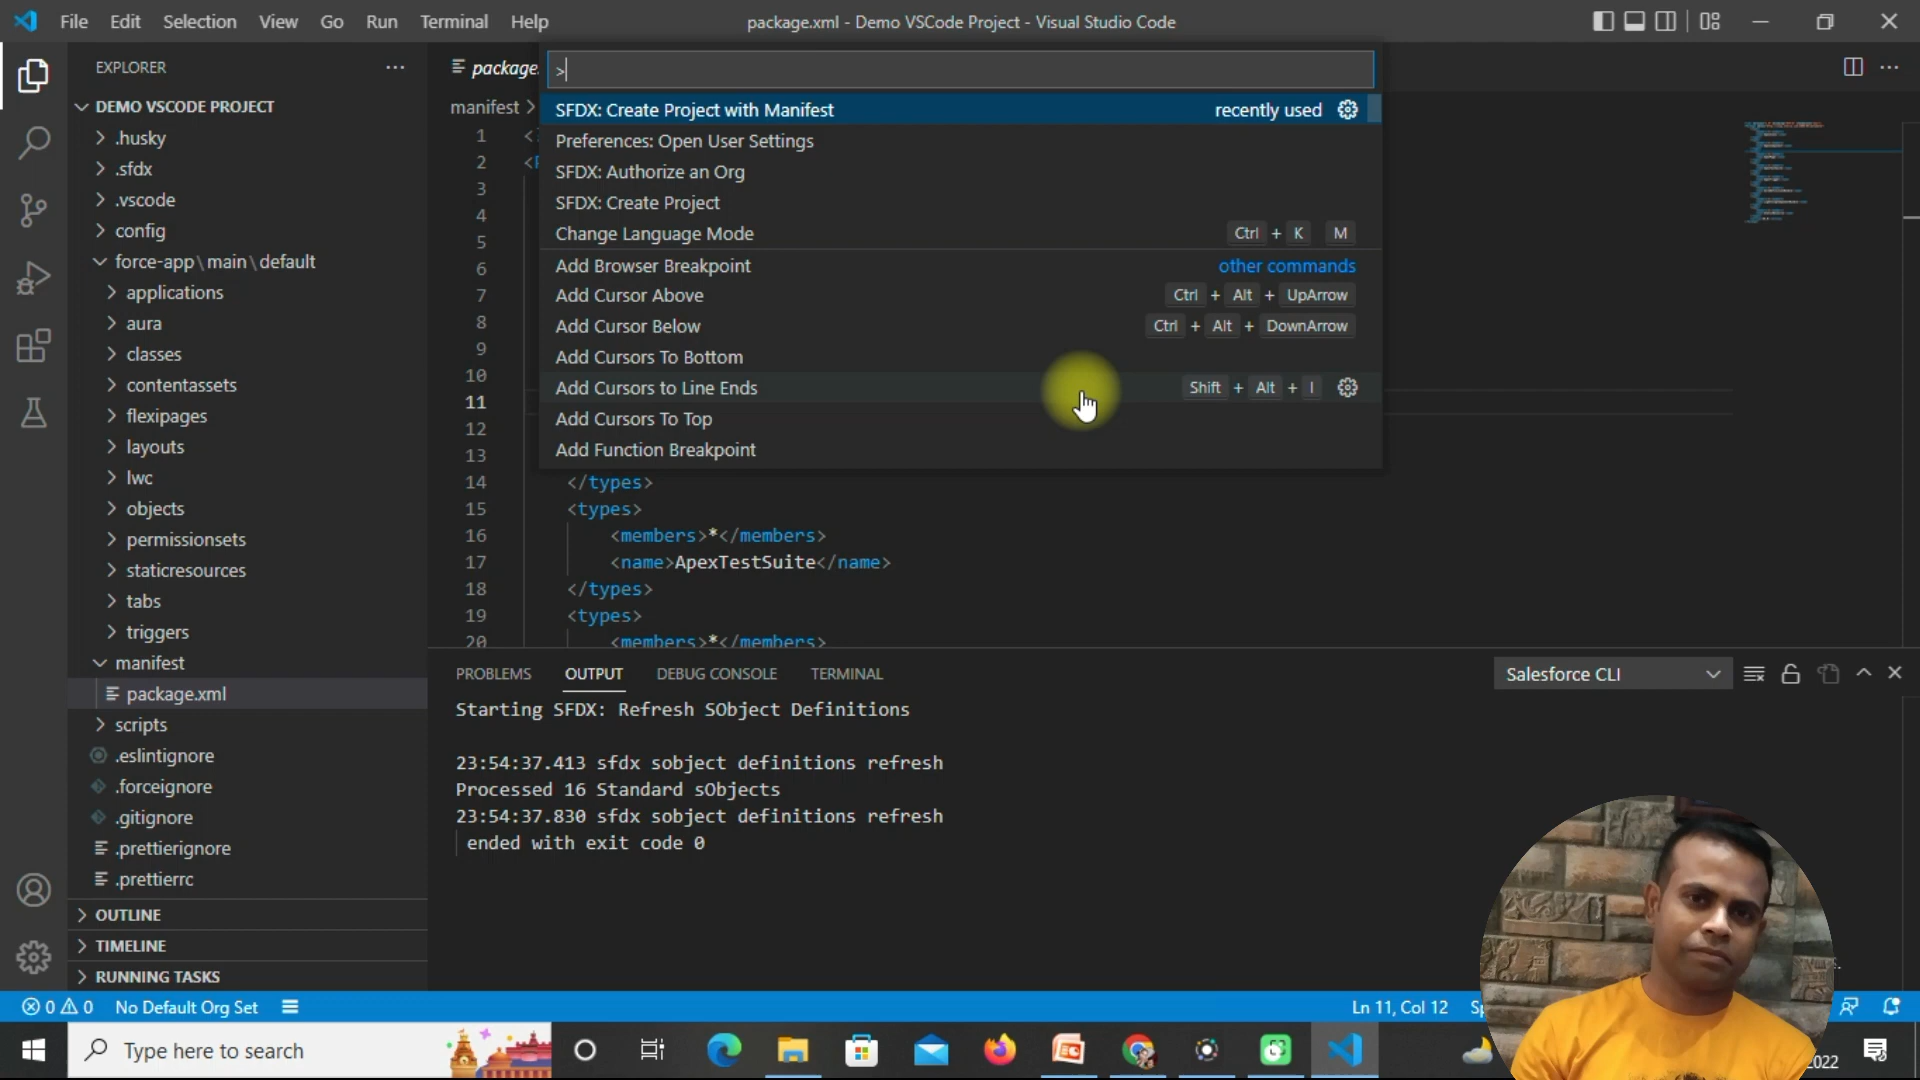 File Edit Selection View Go Run Terminal Help
package.xml - Demo VSCode Project - Visual Studio Code
EXPLORER
DEMO VSCODE PROJECT
.husky
.sfdx
.vscode
config
force-app\main\default
applications
aura
classes
contentassets
flexipages
layouts
lwc
objects
permissionsets
staticresources
tabs
triggers
manifest
package.xml
scripts
.eslintignore
.forceignore
.gitignore
.prettierignore
.prettierrc
OUTLINE
TIMELINE
RUNNING TASKS
package.
manifest >
>
SFDX: Create Project with Manifest recently used
Preferences: Open User Settings
SFDX: Authorize an Org
SFDX: Create Project
Change Language Mode Ctrl + K M
Add Browser Breakpoint other commands
Add Cursor Above Ctrl + Alt + UpArrow
Add Cursor Below Ctrl + Alt + DownArrow
Add Cursors To Bottom
Add Cursors to Line Ends Shift + Alt + I
Add Cursors To Top
Add Function Breakpoint
1
2
3
4
5
6
7
8
9
10
11
12
13
14 </types>
15 <types>
16 <members>*</members>
17 <name>ApexTestSuite</name>
18 </types>
19 <types>
20 <members>*</members>
PROBLEMS OUTPUT DEBUG CONSOLE TERMINAL
Salesforce CLI
Starting SFDX: Refresh SObject Definitions
23:54:37.413 sfdx sobject definitions refresh
Processed 16 Standard sObjects
23:54:37.830 sfdx sobject definitions refresh
ended with exit code 0
0 0 No Default Org Set
Ln 11, Col 12
Type here to search
2022